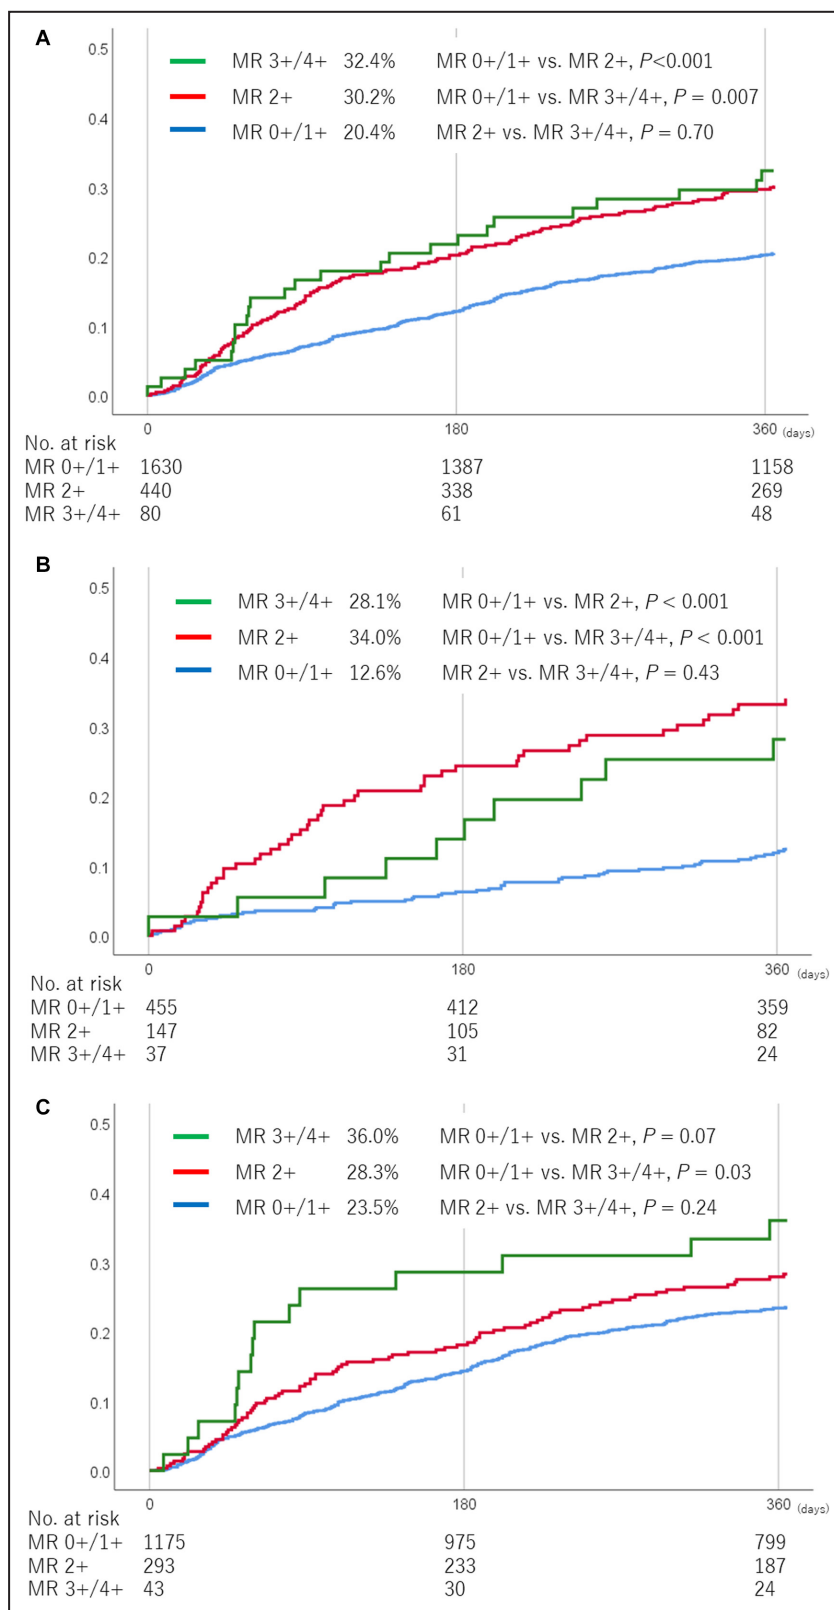 A
0.5
MR 3+/4+ 32.4% MR 0+/1+ vs. MR 2+, P<0.001
MR 2+ 30.2% MR 0+/1+ vs. MR 3+/4+, P = 0.007
0.4
MR 0+/1+ 20.4% MR 2+ vs. MR 3+/4+, P = 0.70
0.3
0.2
0.1
0.0
0 180 360 (days)
No. at risk
MR 0+/1+ 1630 1387 1158
MR 2+ 440 338 269
MR 3+/4+ 80 61 48
B
0.5
MR 3+/4+ 28.1% MR 0+/1+ vs. MR 2+, P < 0.001
MR 2+ 34.0% MR 0+/1+ vs. MR 3+/4+, P < 0.001
0.4
MR 0+/1+ 12.6% MR 2+ vs. MR 3+/4+, P = 0.43
0.3
0.2
0.1
0.0
0 180 360 (days)
No. at risk
MR 0+/1+ 455 412 359
MR 2+ 147 105 82
MR 3+/4+ 37 31 24
C
0.5
MR 3+/4+ 36.0% MR 0+/1+ vs. MR 2+, P = 0.07
MR 2+ 28.3% MR 0+/1+ vs. MR 3+/4+, P = 0.03
0.4
MR 0+/1+ 23.5% MR 2+ vs. MR 3+/4+, P = 0.24
0.3
0.2
0.1
0.0
0 180 360 (days)
No. at risk
MR 0+/1+ 1175 975 799
MR 2+ 293 233 187
MR 3+/4+ 43 30 24